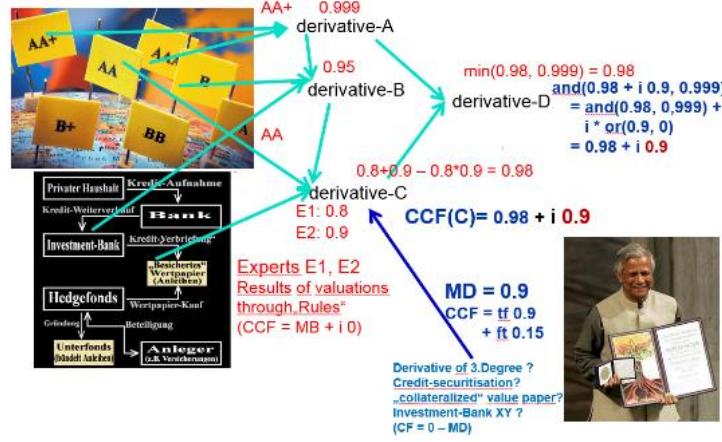 AA+ 0.999
derivative-A
0.95
derivative-B
AA
min(0.98, 0.999) = 0.98
derivative-D
and(0.98 + i 0.9, 0.999)
= and(0.98, 0.999) +
i * or(0.9, 0)
= 0.98 + i 0.9
0.8+0.9 – 0.8*0.9 = 0.98
derivative-C
E1: 0.8
E2: 0.9
CCF(C)= 0.98 + i 0.9
Experts E1, E2
Results of valuations
through„Rules“
(CCF = MB + i 0)
MD = 0.9
CCF = tf 0.9
+ ft 0.15
Derivative of 3.Degree ?
Credit-securitisation?
„collateralized“ value paper?
Investment-Bank XY ?
(CF = 0 – MD)
AA+
AA
AAA
B
A
B+
BB
Privater Haushalt
Kredit-Aufnahme
Kredit-Weiterverkauf
Bank
Investment-Bank
Kredit-Verbriefung“
„Besichertes“
Wertpapier
(Anleihen)
Hedgefonds
Wertpapier-Kauf
Gründung
Beteiligung
Unterfonds
(bündelt Anleihen)
Anleger
(z.B. Versicherungen)